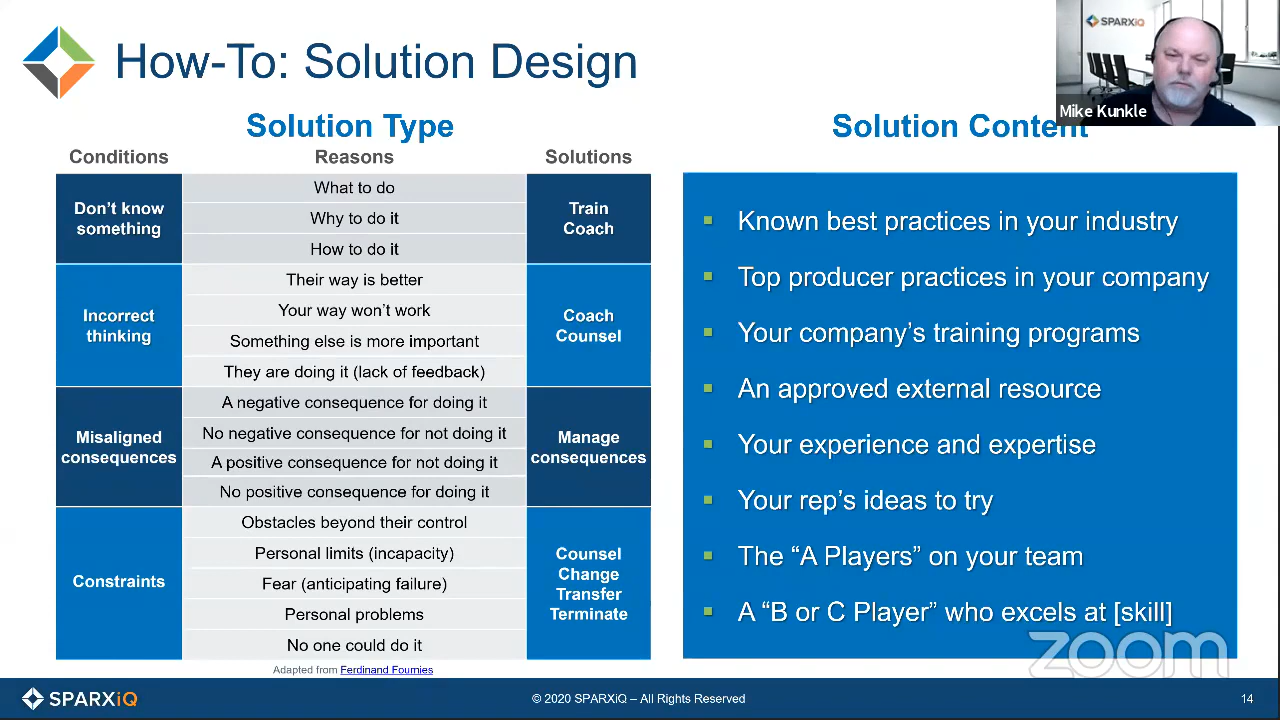 How-To: Solution Design
SPARXiQ
Mike Kunkle
Solution Type
Conditions
Reasons
Solutions
Don't know
something
What to do
Why to do it
How to do it
Train
Coach
Incorrect
thinking
Their way is better
Your way won't work
Something else is more important
They are doing it (lack of feedback)
Coach
Counsel
Misaligned
consequences
A negative consequence for doing it
No negative consequence for not doing it
A positive consequence for not doing it
No positive consequence for doing it
Manage
consequences
Constraints
Obstacles beyond their control
Personal limits (incapacity)
Fear (anticipating failure)
Personal problems
No one could do it
Counsel
Change
Transfer
Terminate
Adapted from Ferdinand Fournies
Solution Content
Known best practices in your industry
Top producer practices in your company
Your company's training programs
An approved external resource
Your experience and expertise
Your rep's ideas to try
The “A Players” on your team
A “B or C Player” who excels at [skill]
zoom
SPARXiQ
© 2020 SPARXiQ – All Rights Reserved
14